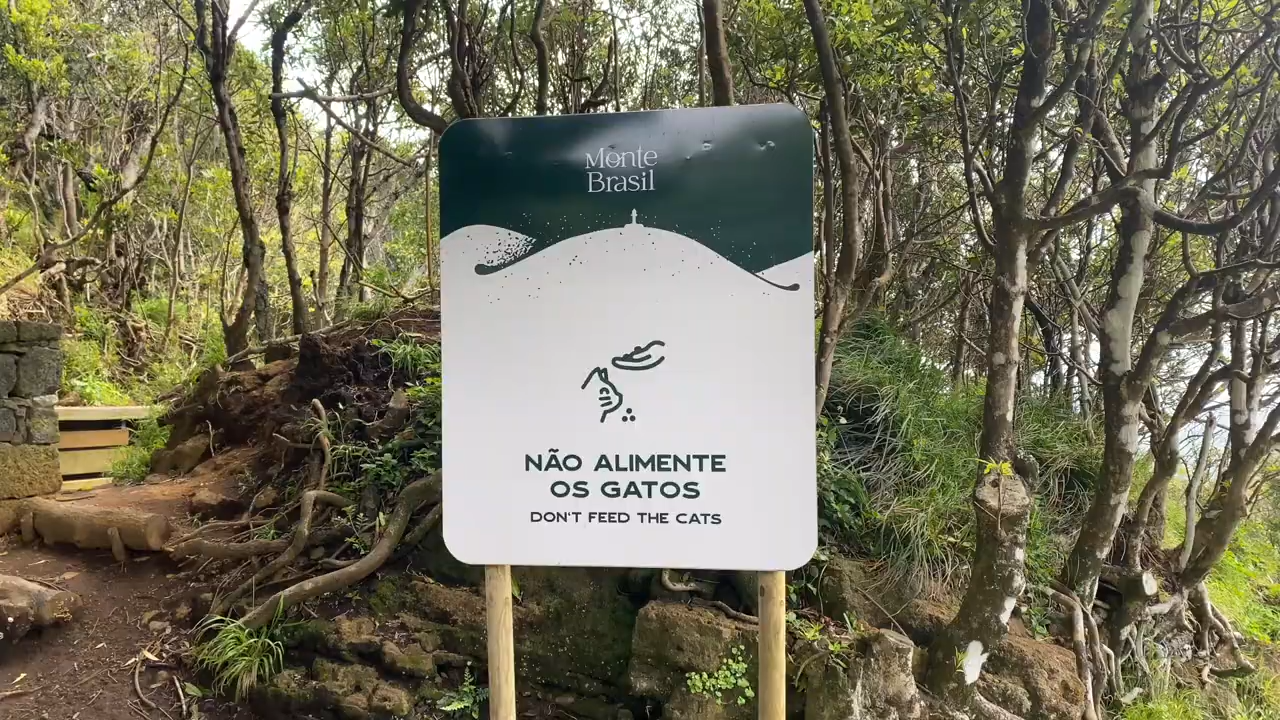 Monte
Brasil
NÃO ALIMENTE
OS GATOS
DON'T FEED THE CATS